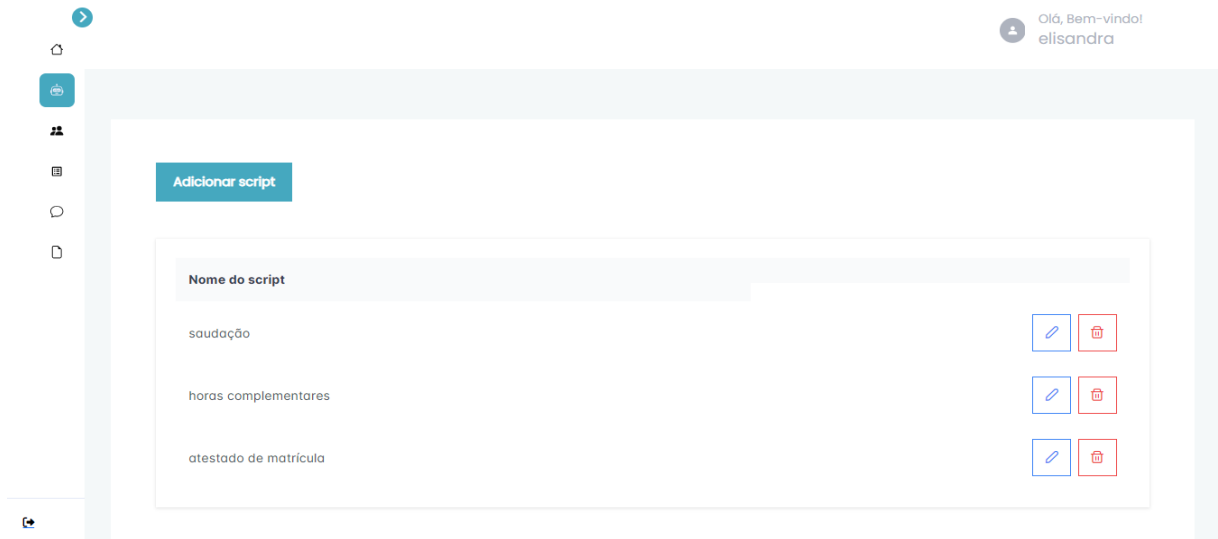 Olá, Bem-vindo!
elisandra
Adicionar script
Nome do script
saudação
horas complementares
atestado de matrícula